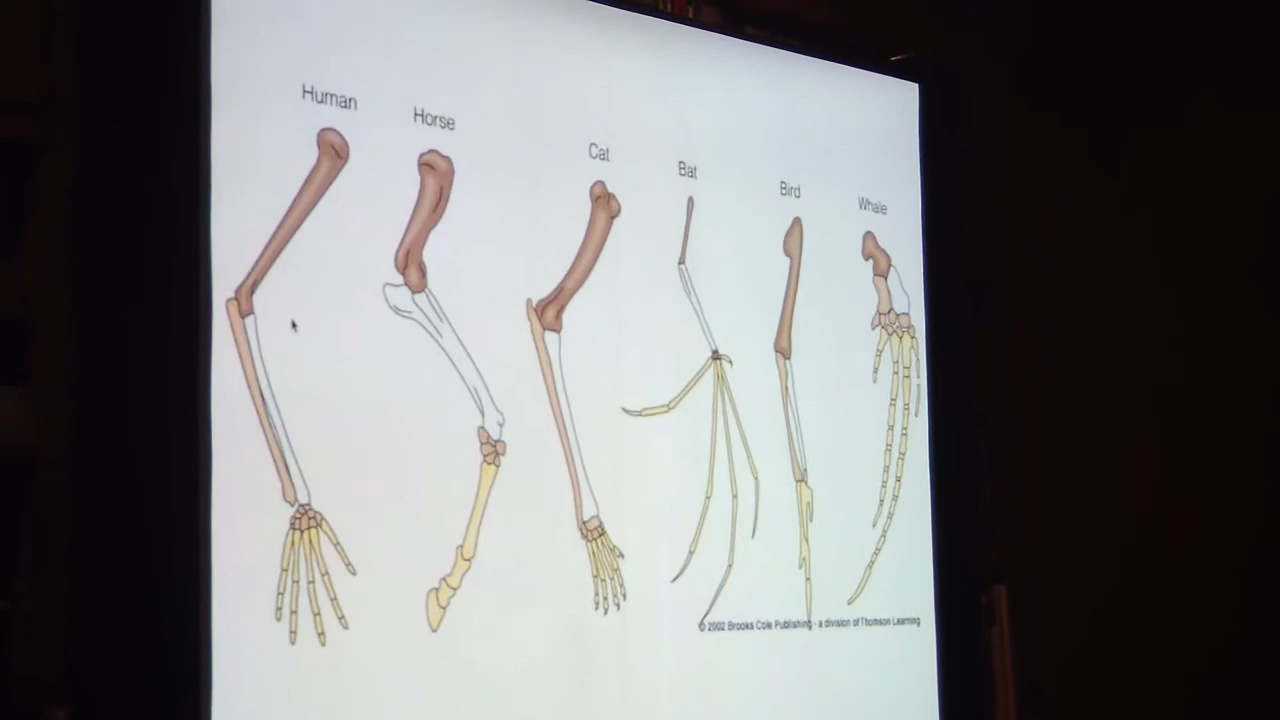 Human
Horse
Cat
Bat
Bird
Whale
© 2002 Brooks Cole Publishing - a division of Thomson Learning